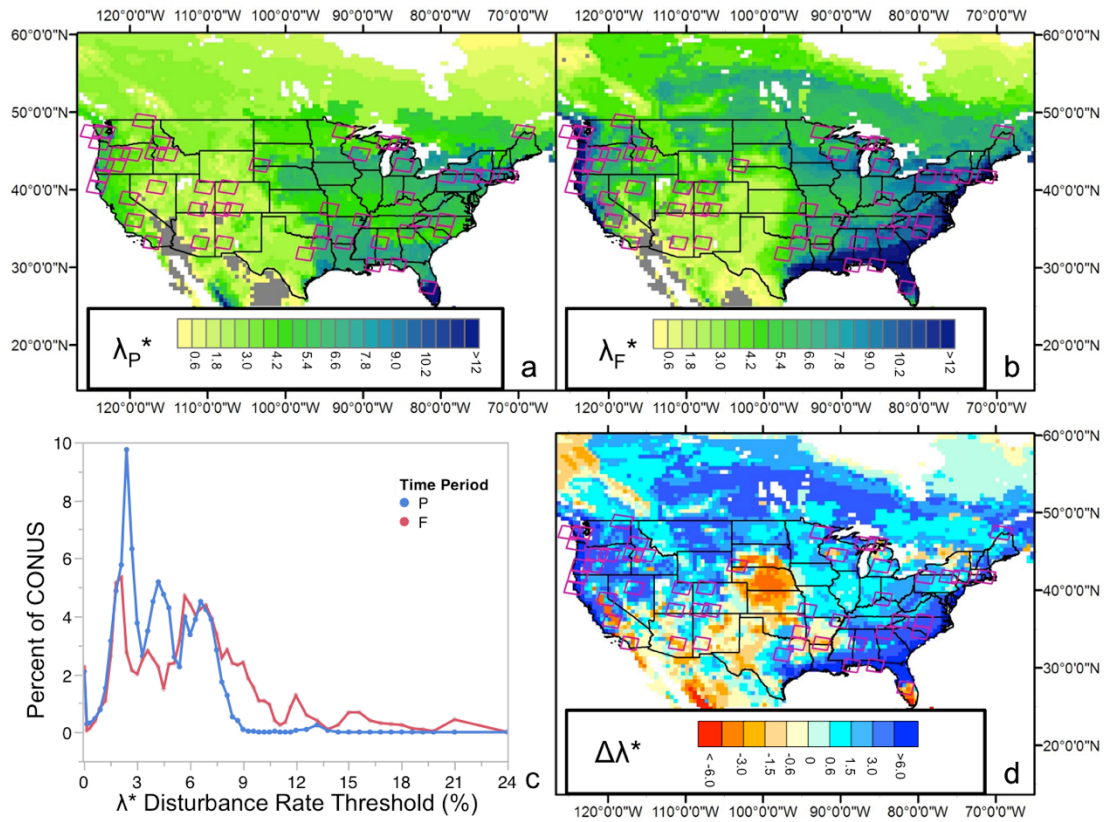 120°0'0"W 110°0'0"W 100°0'0"W 90°0'0"W 80°0'0"W 70°0'0"W 120°0'0"W 110°0'0"W 100°0'0"W 90°0'0"W 80°0'0"W 70°0'0"W
60°0'0"N 60°0'0"N
50°0'0"N 50°0'0"N
40°0'0"N 40°0'0"N
30°0'0"N 30°0'0"N
20°0'0"N 20°0'0"N
λP* 0.6 1.8 3.0 4.2 5.4 6.6 7.8 9.0 10.2 >12 a
λF* 0.6 1.8 3.0 4.2 5.4 6.6 7.8 9.0 10.2 >12 b
120°0'0"W 110°0'0"W 100°0'0"W 90°0'0"W 80°0'0"W 70°0'0"W 120°0'0"W 110°0'0"W 100°0'0"W 90°0'0"W 80°0'0"W 70°0'0"W
Percent of CONUS
10
8
6
4
2
0
Time Period
P
F
0 3 6 9 12 15 18 21 24
λ* Disturbance Rate Threshold (%)
c
60°0'0"N
50°0'0"N
40°0'0"N
30°0'0"N
20°0'0"N
Δλ* < -6.0 -3.0 -1.5 -0.6 0 0.6 1.5 3.0 >6.0 d
120°0'0"W 110°0'0"W 100°0'0"W 90°0'0"W 80°0'0"W 70°0'0"W